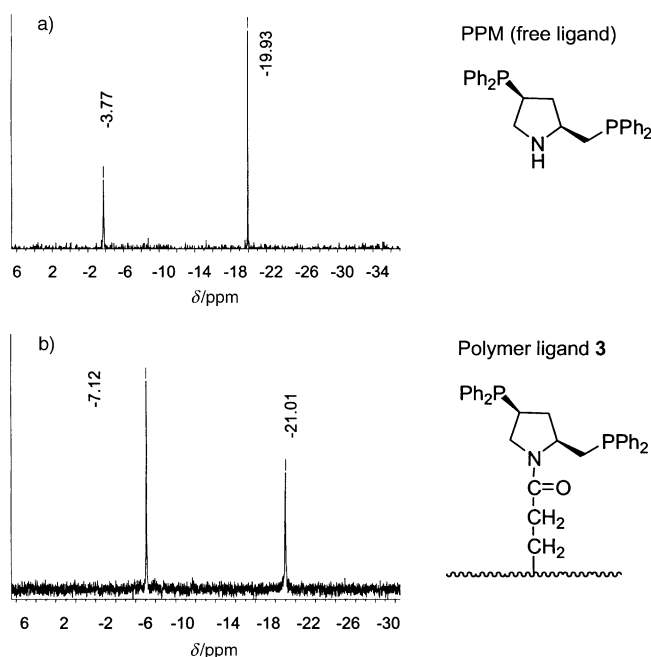 a)
-3.77
-19.93
6 2 -2 -6 -10 -14 -18 -22 -26 -30 -34
δ/ppm
PPM (free ligand)
Ph2P
PPh2
N
H
b)
-7.12
-21.01
6 2 -2 -6 -10 -14 -18 -22 -26 -30
δ/ppm
Polymer ligand 3
Ph2P
PPh2
N
C=O
CH2
CH2